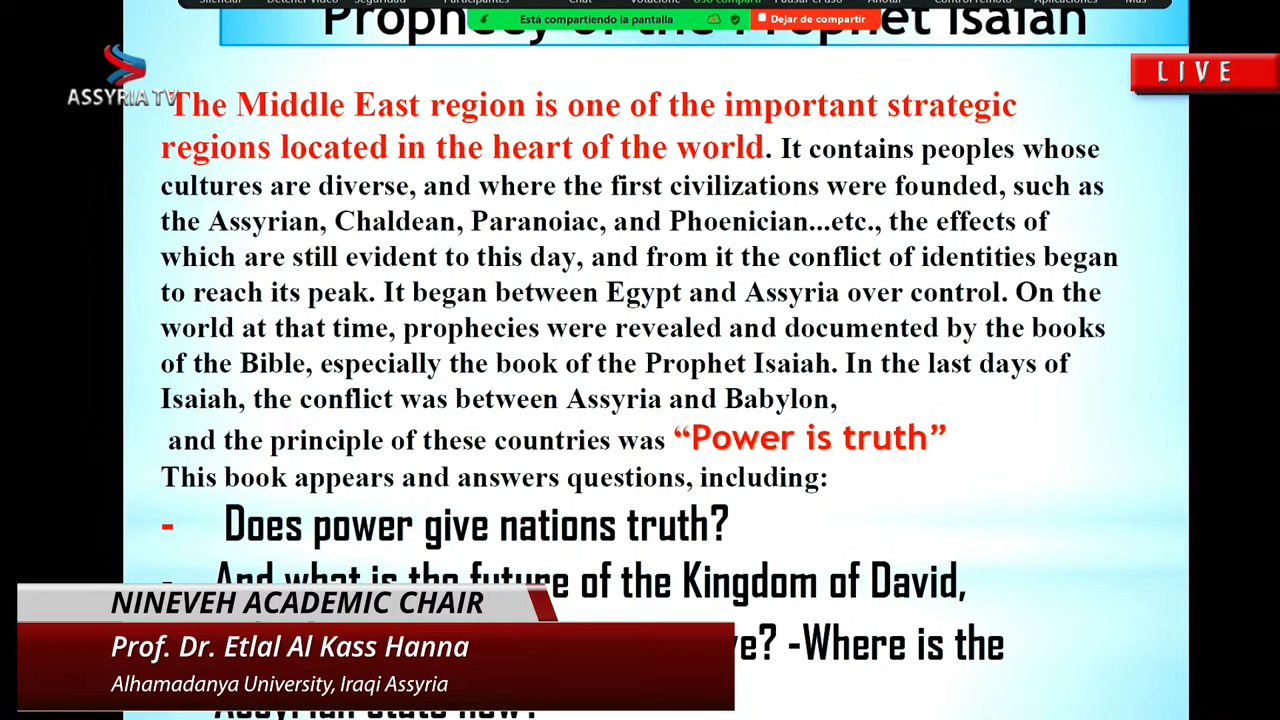 Está compartiendo la pantalla
Dejar de compartir
Prophecy of the Prophet Isaiah
LIVE
ASSYRIA TV
The Middle East region is one of the important strategic
regions located in the heart of the world. It contains peoples whose
cultures are diverse, and where the first civilizations were founded, such as
the Assyrian, Chaldean, Paranoiac, and Phoenician...etc., the effects of
which are still evident to this day, and from it the conflict of identities began
to reach its peak. It began between Egypt and Assyria over control. On the
world at that time, prophecies were revealed and documented by the books
of the Bible, especially the book of the Prophet Isaiah. In the last days of
Isaiah, the conflict was between Assyria and Babylon,
and the principle of these countries was “Power is truth”
This book appears and answers questions, including:
- Does power give nations truth?
- And what is the future of the Kingdom of David,
? -Where is the
Assyrian state now?
NINEVEH ACADEMIC CHAIR
Prof. Dr. Etlal Al Kass Hanna
Alhamadanya University, Iraqi Assyria